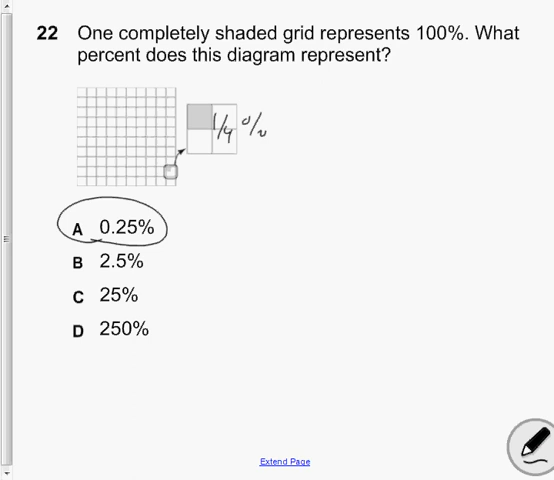 22 One completely shaded grid represents 100%. What
percent does this diagram represent?
1/4 %
A 0.25%
B 2.5%
C 25%
D 250%
Extend Page